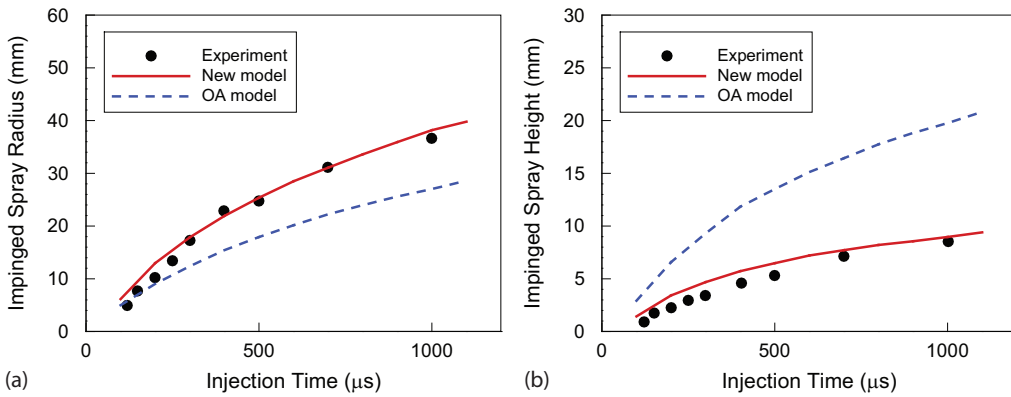 60
50
40
30
20
10
0
Impinged Spray Radius (mm)
Experiment
New model
OA model
0
500
1000
Injection Time (μs)
(a)
30
25
20
15
10
5
0
Impinged Spray Height (mm)
Experiment
New model
OA model
0
500
1000
Injection Time (μs)
(b)